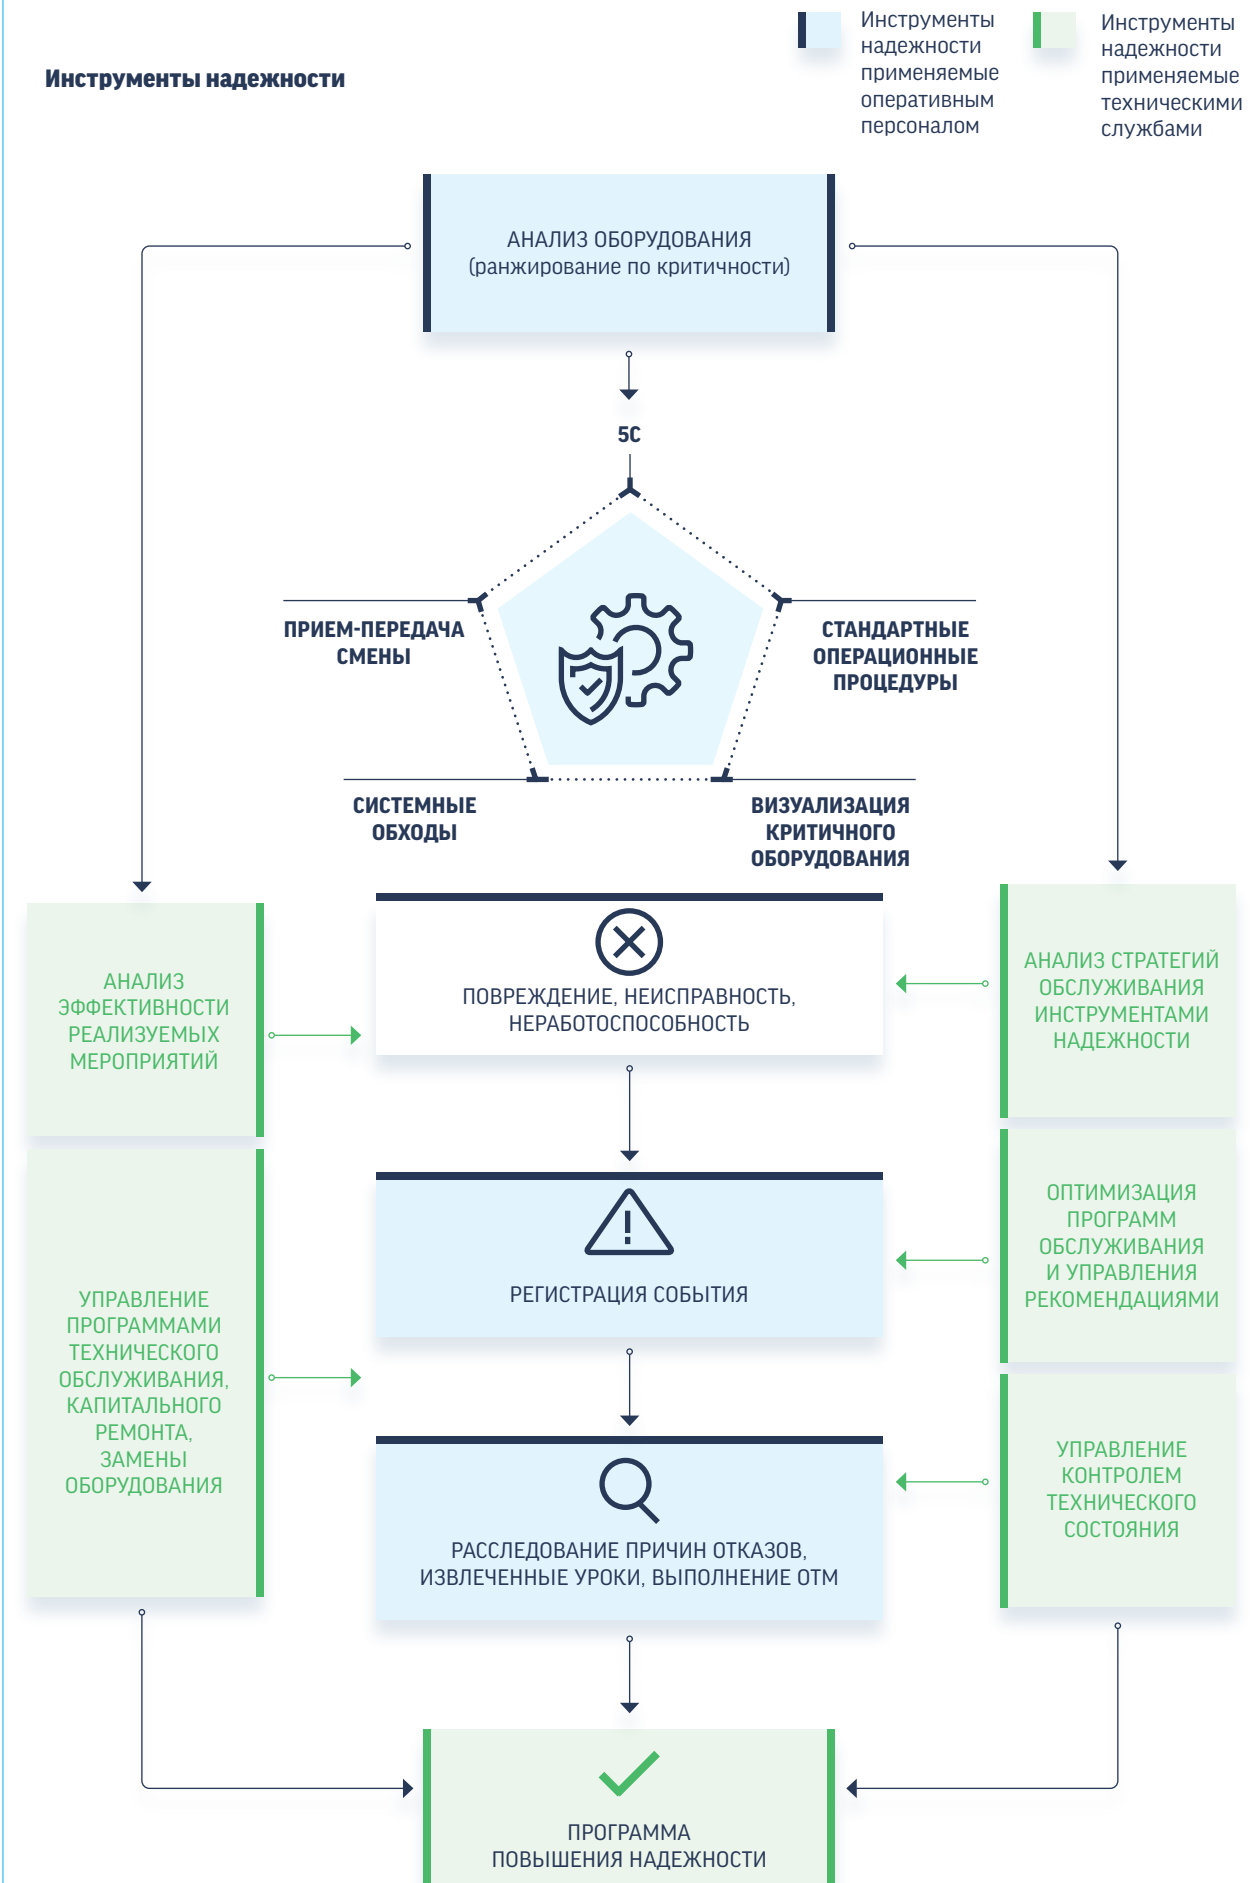 Инструменты надежности
Инструменты
надежности
применяемые
оперативным
персоналом
Инструменты
надежности
применяемые
техническими
службами
АНАЛИЗ ОБОРУДОВАНИЯ
(ранжирование по критичности)
5С
ПРИЕМ-ПЕРЕДАЧА
СМЕНЫ
СТАНДАРТНЫЕ
ОПЕРАЦИОННЫЕ
ПРОЦЕДУРЫ
СИСТЕМНЫЕ
ОБХОДЫ
ВИЗУАЛИЗАЦИЯ
КРИТИЧНОГО
ОБОРУДОВАНИЯ
АНАЛИЗ
ЭФФЕКТИВНОСТИ
РЕАЛИЗУЕМЫХ
МЕРОПРИЯТИЙ
УПРАВЛЕНИЕ
ПРОГРАММАМИ
ТЕХНИЧЕСКОГО
ОБСЛУЖИВАНИЯ,
КАПИТАЛЬНОГО
РЕМОНТА,
ЗАМЕНЫ
ОБОРУДОВАНИЯ
ПОВРЕЖДЕНИЕ, НЕИСПРАВНОСТЬ,
НЕРАБОТОСПОСОБНОСТЬ
РЕГИСТРАЦИЯ СОБЫТИЯ
РАССЛЕДОВАНИЕ ПРИЧИН ОТКАЗОВ,
ИЗВЛЕЧЕННЫЕ УРОКИ, ВЫПОЛНЕНИЕ ОТМ
АНАЛИЗ СТРАТЕГИЙ
ОБСЛУЖИВАНИЯ
ИНСТРУМЕНТАМИ
НАДЕЖНОСТИ
ОПТИМИЗАЦИЯ
ПРОГРАММ
ОБСЛУЖИВАНИЯ
И УПРАВЛЕНИЯ
РЕКОМЕНДАЦИЯМИ
УПРАВЛЕНИЕ
КОНТРОЛЕМ
ТЕХНИЧЕСКОГО
СОСТОЯНИЯ
ПРОГРАММА
ПОВЫШЕНИЯ НАДЕЖНОСТИ